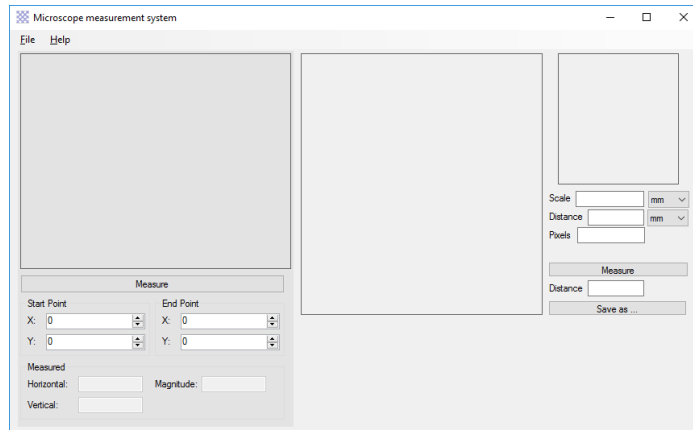 Microscope measurement system
File Help
Scale mm
Distance mm
Pixels
Measure
Measure
Distance
Save as ...
Start Point End Point
X: 0 X: 0
Y: 0 Y: 0
Measured
Horizontal: Magnitude:
Vertical: